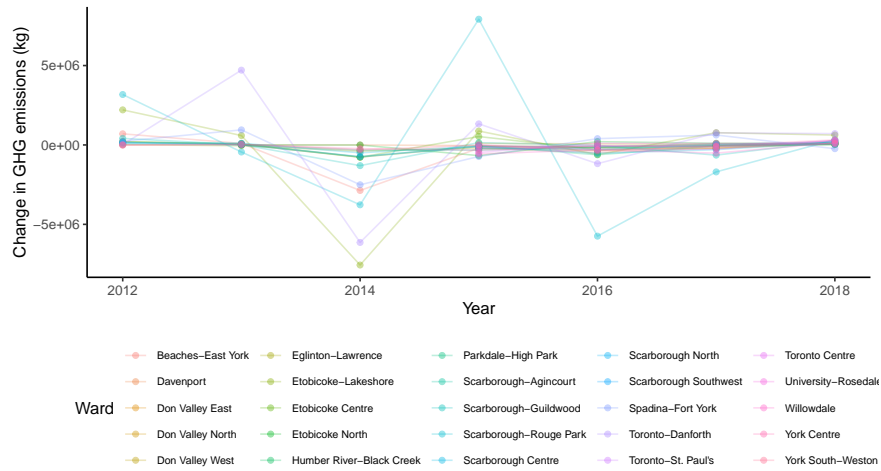 Change in GHG emissions (kg)
5e+06
0e+00
−5e+06
2012 2014 2016 2018
Year
Ward
Beaches−East York Eglinton−Lawrence Parkdale−High Park Scarborough North Toronto Centre
Davenport Etobicoke−Lakeshore Scarborough−Agincourt Scarborough Southwest University−Rosedale
Don Valley East Etobicoke Centre Scarborough−Guildwood Spadina−Fort York Willowdale
Don Valley North Etobicoke North Scarborough−Rouge Park Toronto−Danforth York Centre
Don Valley West Humber River−Black Creek Scarborough Centre Toronto−St. Paul's York South−Weston